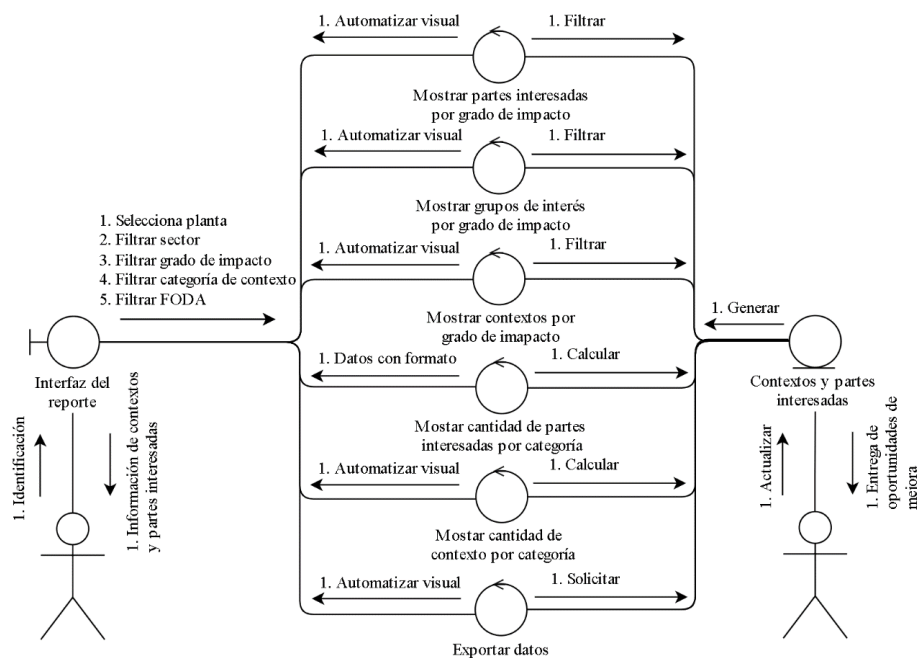 1. Automatizar visual
1. Filtrar
Mostrar partes interesadas
por grado de impacto
1. Automatizar visual
1. Filtrar
Mostrar grupos de interés
por grado de impacto
1. Selecciona planta
2. Filtrar sector
3. Filtrar grado de impacto
4. Filtrar categoría de contexto
5. Filtrar FODA
1. Automatizar visual
1. Filtrar
Mostrar contextos por
grado de imapacto
1. Generar
Interfaz del
reporte
1. Datos con formato
1. Calcular
Contextos y partes
interesadas
Mostrar cantidad de partes
interesadas por categoría
1. Identificación
1. Información de contextos
y partes interesadas
1. Automatizar visual
1. Calcular
1. Actualizar
1. Entrega de
oportunidades de
mejora
Mostar cantidad de
contexto por categoría
1. Automatizar visual
1. Solicitar
Exportar datos